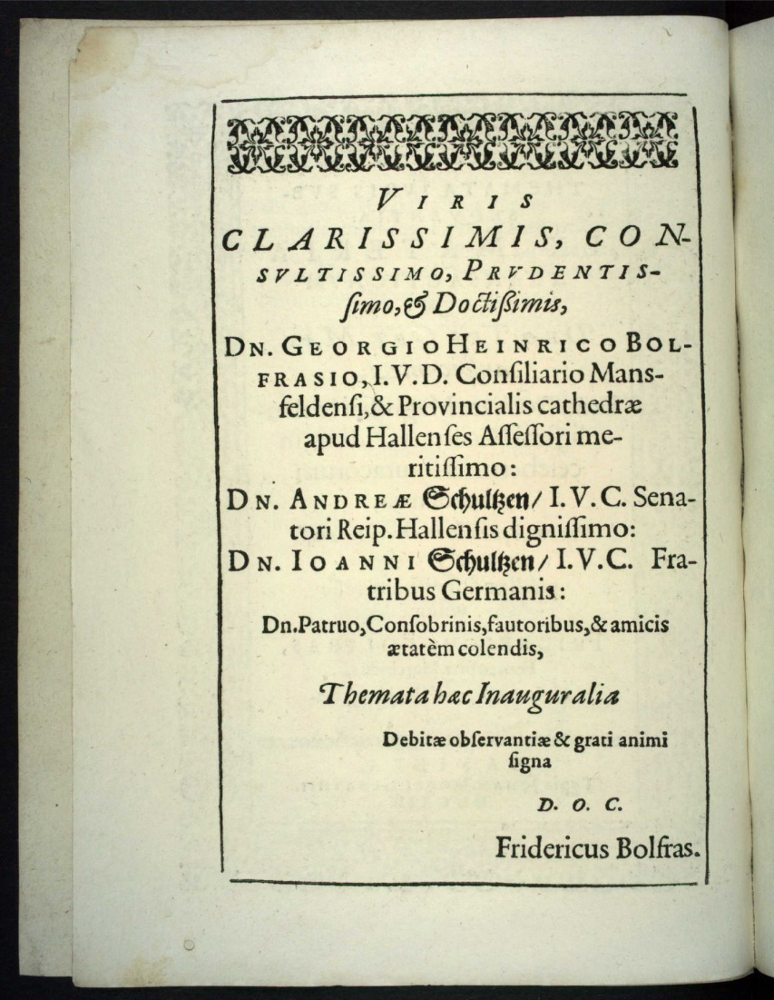 VIRIS
CLARISSIMIS, CON-
SVLTISSIMO, PRVDENTIS-
ſimo, & Doctiſsimis,
DN. GEORGIO HEINRICO BOL-
FRASIO, I.V.D. Conſiliario Mans-
feldenſi, & Provincialis cathedræ
apud Hallenſes Aſſeſſori me-
ritiſſimo:
DN. ANDREÆ Schultzen/ I.V.C. Sena-
tori Reip. Hallenſis digniſſimo:
DN. IOANNI Schultzen/ I.V.C. Fra-
tribus Germanis:
Dn. Patruo, Conſobrinis, fautoribus, & amicis
ætatèm colendis,
Themata hæc Inauguralia
Debitæ obſervantiæ & grati animi
ſigna
D. O. C.
Fridericus Bolfras.